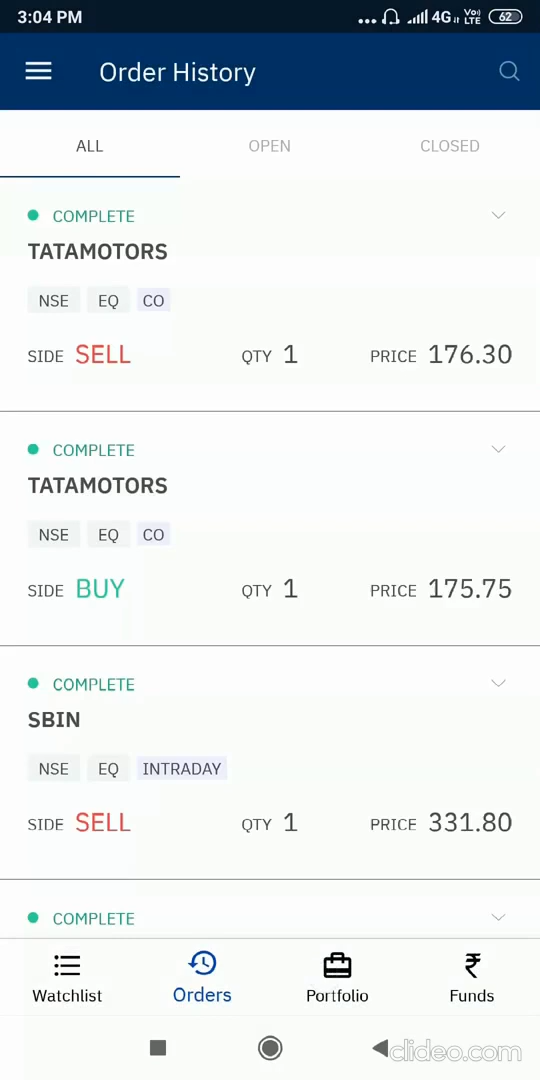 3:04 PM ... 4G Vo) LTE 62
Order History
ALL OPEN CLOSED
COMPLETE
TATAMOTORS
NSE EQ CO
SIDE SELL QTY 1 PRICE 176.30
COMPLETE
TATAMOTORS
NSE EQ CO
SIDE BUY QTY 1 PRICE 175.75
COMPLETE
SBIN
NSE EQ INTRADAY
SIDE SELL QTY 1 PRICE 331.80
COMPLETE
Watchlist Orders Portfolio Funds
clideo.com